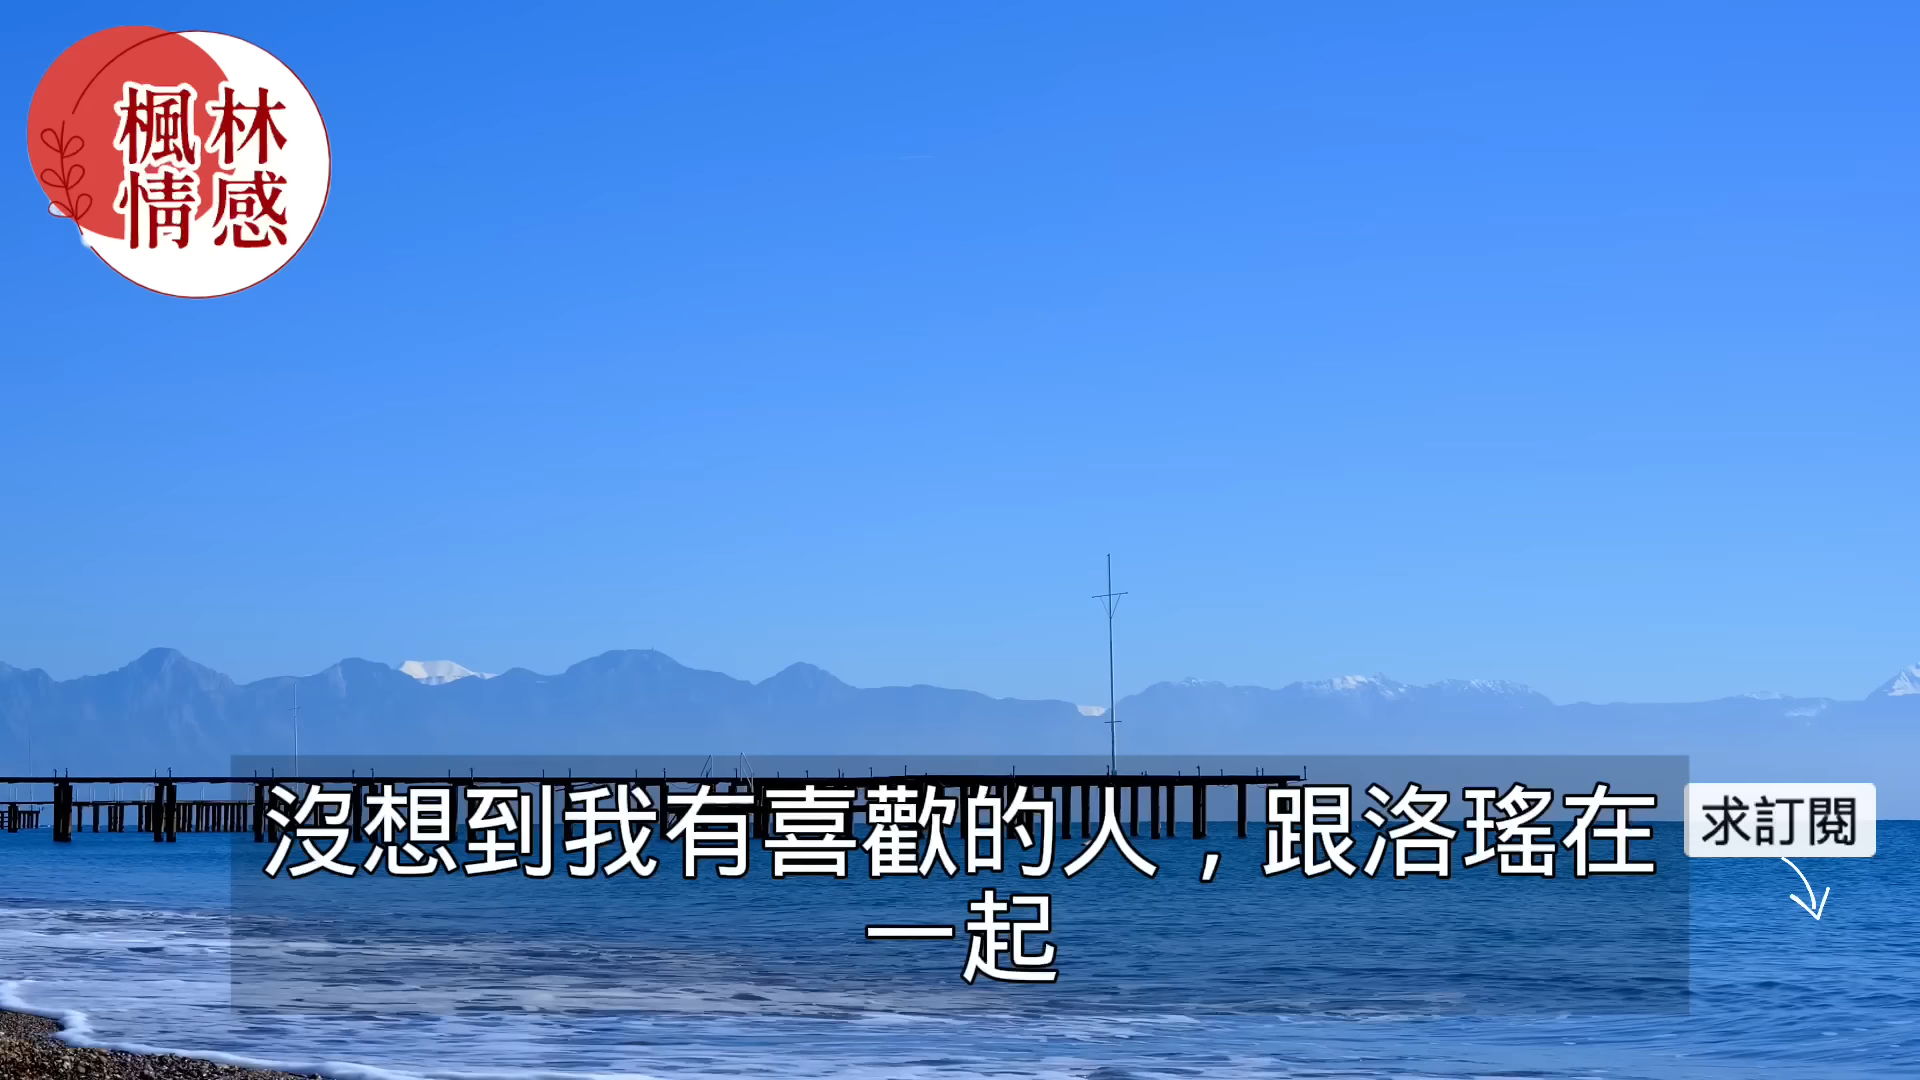 楓林
情感
沒想到我有喜歡的人，跟洛瑤在
一起
求訂閱